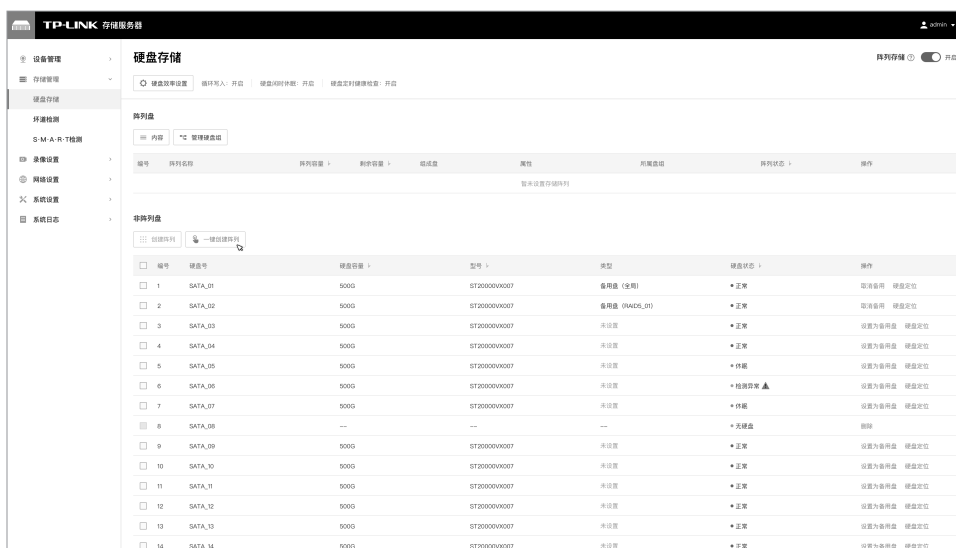 TP-LINK 存储服务器
admin
设备管理
存储管理
硬盘存储
坏道检测
S·M·A·R·T检测
录像设置
网络设置
系统设置
系统日志
硬盘存储
阵列存储 开启
硬盘效率设置 循环写入：开启 硬盘闲时休眠：开启 硬盘定时健康检查：开启
阵列盘
内容 管理硬盘组
编号 阵列名称 阵列容量 剩余容量 组成盘 属性 所属盘组 阵列状态 操作
暂未设置存储阵列
非阵列盘
创建阵列 一键创建阵列
编号 硬盘号 硬盘容量 型号 类型 硬盘状态 操作
1 SATA_01 500G ST20000VX007 备用盘（全局） 正常 取消备用 硬盘定位
2 SATA_02 500G ST20000VX007 备用盘（RAID5_01） 正常 取消备用 硬盘定位
3 SATA_03 500G ST20000VX007 未设置 正常 设置为备用盘 硬盘定位
4 SATA_04 500G ST20000VX007 未设置 正常 设置为备用盘 硬盘定位
5 SATA_05 500G ST20000VX007 未设置 休眠 设置为备用盘 硬盘定位
6 SATA_06 500G ST20000VX007 未设置 检测异常 设置为备用盘 硬盘定位
7 SATA_07 500G ST20000VX007 未设置 休眠 设置为备用盘 硬盘定位
8 SATA_08 -- -- -- 无硬盘 删除
9 SATA_09 500G ST20000VX007 未设置 正常 设置为备用盘 硬盘定位
10 SATA_10 500G ST20000VX007 未设置 正常 设置为备用盘 硬盘定位
11 SATA_11 500G ST20000VX007 未设置 正常 设置为备用盘 硬盘定位
12 SATA_12 500G ST20000VX007 未设置 正常 设置为备用盘 硬盘定位
13 SATA_13 500G ST20000VX007 未设置 正常 设置为备用盘 硬盘定位
14 SATA_14 500G ST20000VX007 未设置 正常 设置为备用盘 硬盘定位